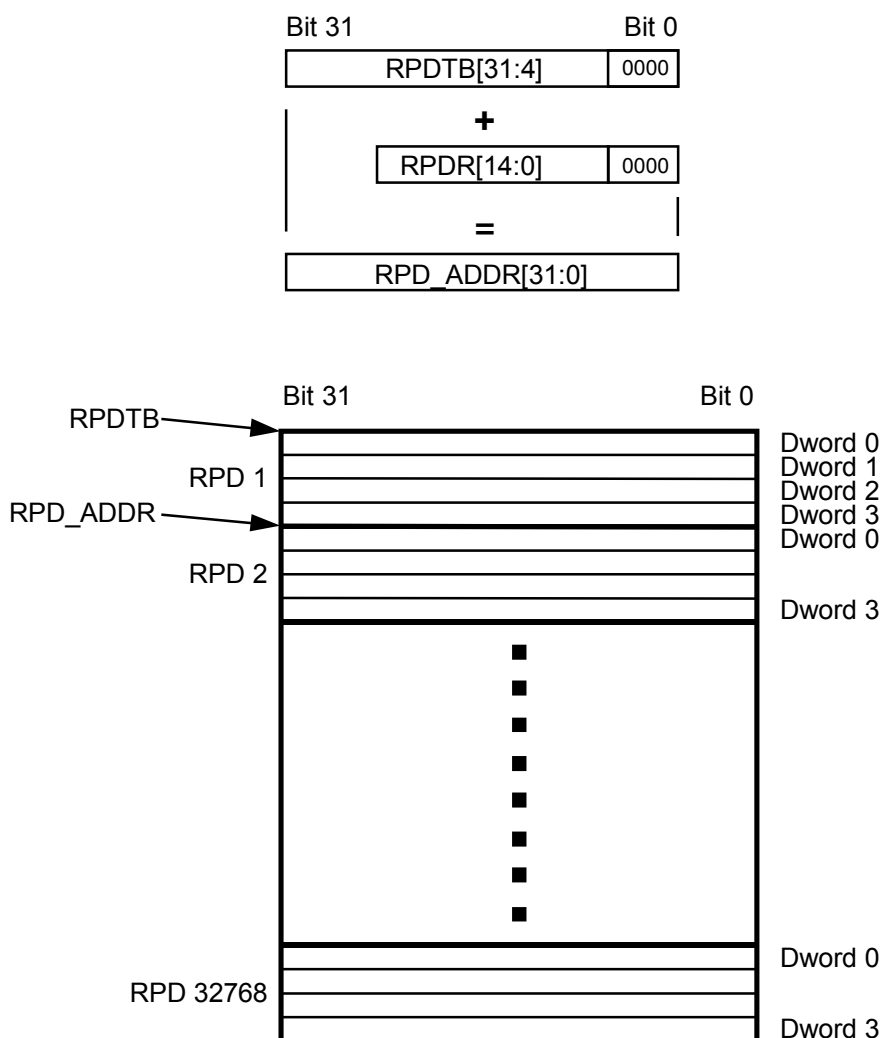 Bit 31 Bit 0
RPDTB[31:4] 0000
+
RPDR[14:0] 0000
=
RPD_ADDR[31:0]
Bit 31 Bit 0
RPDTB
Dword 0
Dword 1
RPD 1
Dword 2
RPD_ADDR
Dword 3
Dword 0
RPD 2
Dword 3
Dword 0
RPD 32768
Dword 3